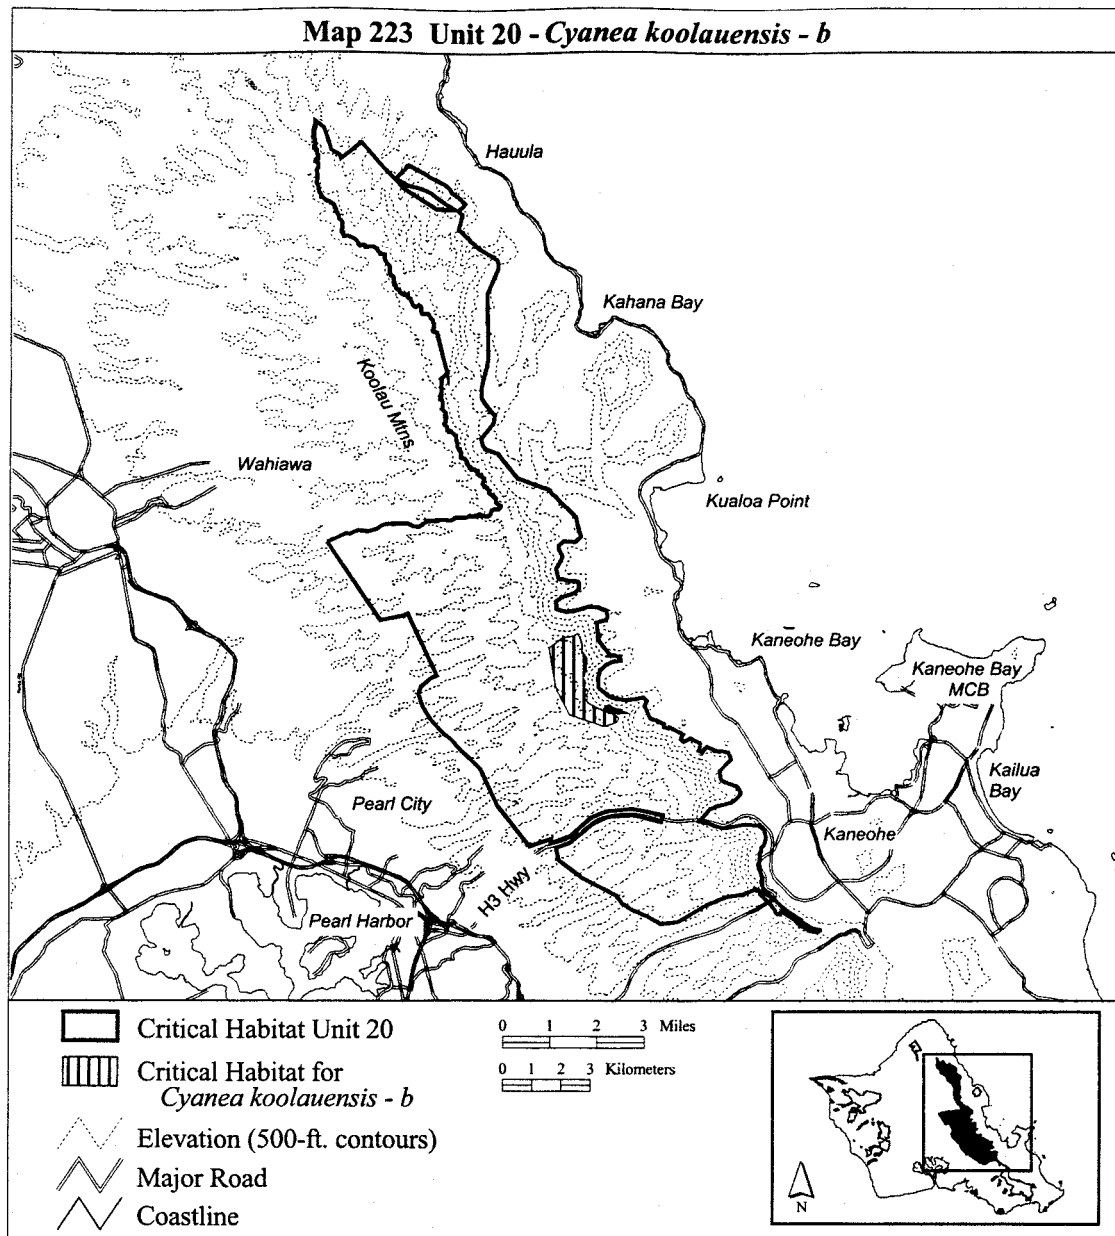 Map 223 Unit 20 - Cyanea koolauensis - b
Hauula
Kahana Bay
Koolau Mtns
Wahiawa
Kualoa Point
Kaneohe Bay
Kaneohe Bay
MCB
Kailua
Bay
Pearl City
Kaneohe
H3 Hwy
Pearl Harbor
Critical Habitat Unit 20
Critical Habitat for
Cyanea koolauensis - b
Elevation (500-ft. contours)
Major Road
Coastline
0 1 2 3 Miles
0 1 2 3 Kilometers
N